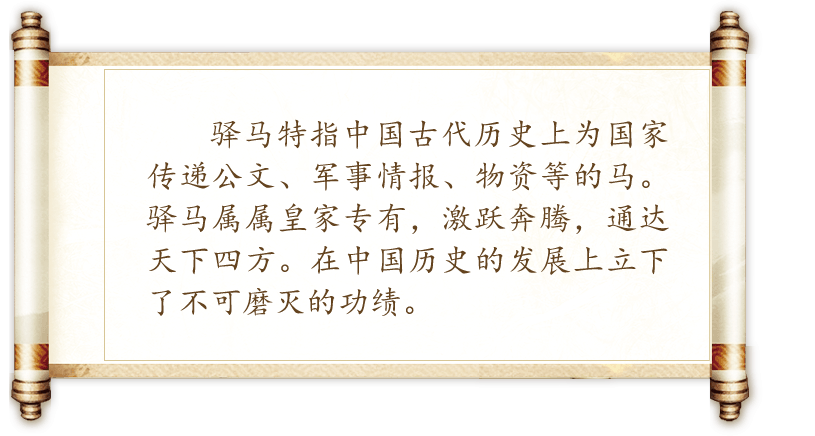 驿马特指中国古代历史上为国家
传递公文、军事情报、物资等的马。
驿马属属皇家专有，激跃奔腾，通达
天下四方。在中国历史的发展上立下
了不可磨灭的功绩。